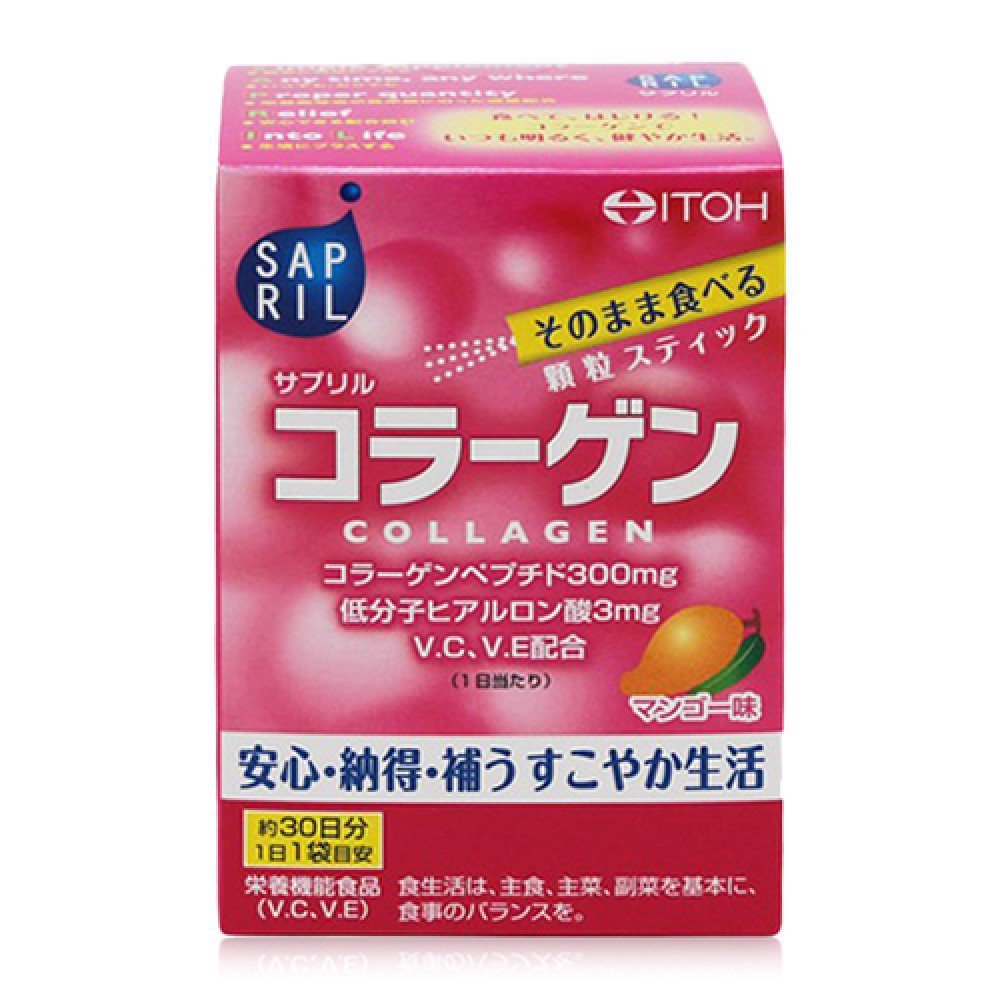 Any time, any where
Proper quantity
Relief
Into Life
SAP
RIL
サプリル
ITOH
SAP
RIL
そのまま食べる
顆粒スティック
サプリル
コラーゲン
COLLAGEN
コラーゲンペプチド300mg
低分子ヒアルロン酸3mg
V.C、V.E配合
(1日当たり)
マンゴー味
安心・納得・補うすこやか生活
約30日分
1日1袋目安
栄養機能食品
(V.C、V.E)
食生活は、主食、主菜、副菜を基本に、
食事のバランスを。